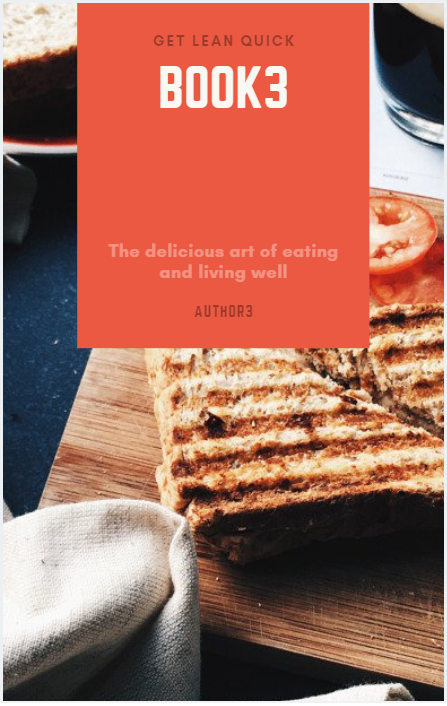 GET LEAN QUICK
BOOK3
The delicious art of eating
and living well
AUTHOR3